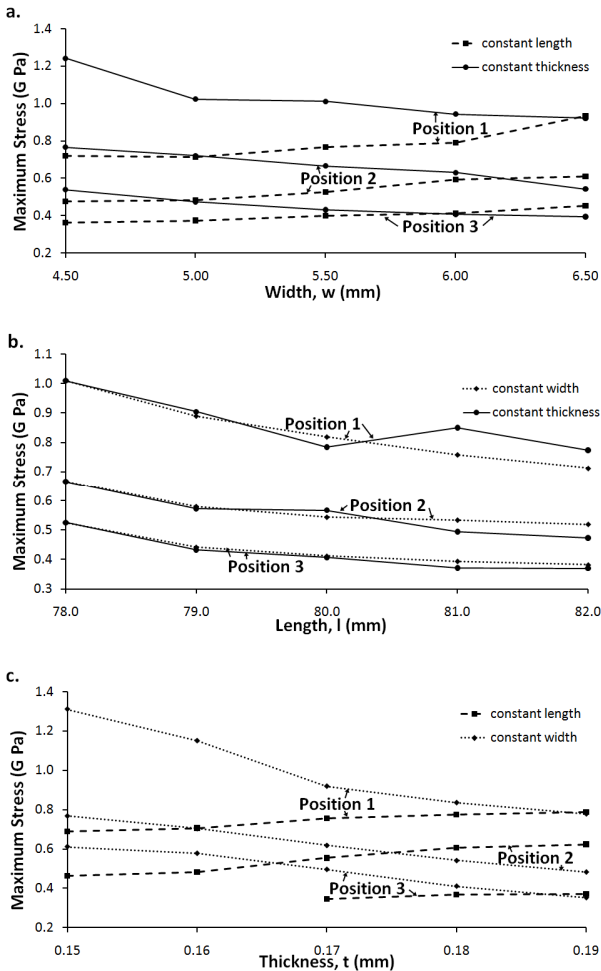 a.
Maximum Stress (G Pa)
1.4
1.2
1.0
0.8
0.6
0.4
0.2
constant length
constant thickness
Position 1
Position 2
Position 3
4.50 5.00 5.50 6.00 6.50
Width, w (mm)
b.
Maximum Stress (G Pa)
1.1
1.0
0.9
0.8
0.7
0.6
0.5
0.4
0.3
constant width
constant thickness
Position 1
Position 2
Position 3
78.0 79.0 80.0 81.0 82.0
Length, l (mm)
c.
Maximum Stress (G Pa)
1.4
1.2
1.0
0.8
0.6
0.4
0.2
constant length
constant width
Position 1
Position 2
Position 3
0.15 0.16 0.17 0.18 0.19
Thickness, t (mm)